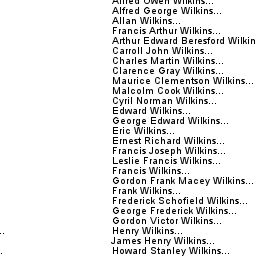 Alfred Owen Wilkins...
Alfred George Wilkins...
Allan Wilkins...
Francis Arthur Wilkins...
Arthur Edward Beresford Wilkin
Carroll John Wilkins...
Charles Martin Wilkins...
Clarence Gray Wilkins...
Maurice Clementson Wilkins...
Malcolm Cook Wilkins...
Cyril Norman Wilkins...
Edward Wilkins...
George Edward Wilkins...
Eric Wilkins...
Ernest Richard Wilkins...
Francis Joseph Wilkins...
Leslie Francis Wilkins...
Francis Wilkins...
Gordon Frank Macey Wilkins...
Frank Wilkins...
Frederick Schofield Wilkins...
George Frederick Wilkins...
Gordon Victor Wilkins...
.. Henry Wilkins...
James Henry Wilkins...
. Howard Stanley Wilkins...